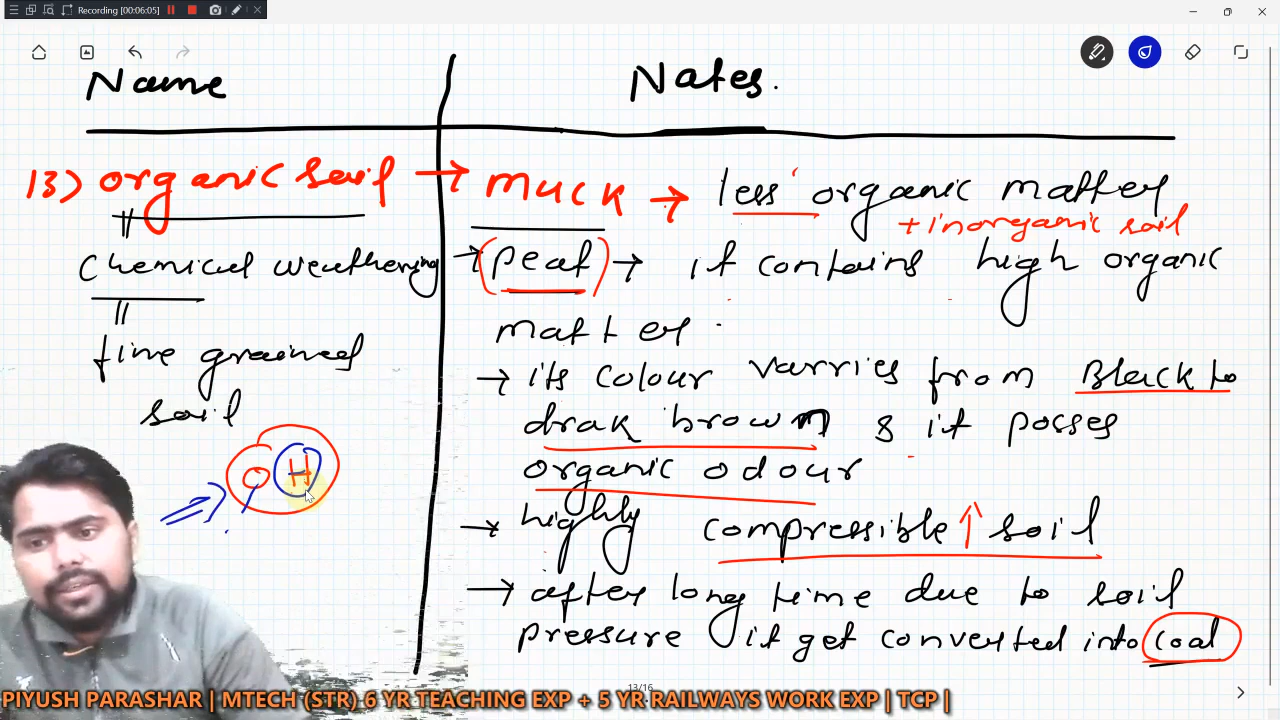 Recording [00:06:05]
Name
Notes.
13) organic soil → muck → less organic matter
+ inorganic soil
chemical weathering
→ (peat) → it contains high organic
matter.
fine grained
soil
→ its colour varries from Black to
drak brown & it posses
organic odour
OH
→ highly compressible ↑ soil
→ after long time due to soil
pressure it get converted into coal
13/16
PIYUSH PARASHAR | MTECH (STR) 6 YR TEACHING EXP + 5 YR RAILWAYS WORK EXP | TCP |